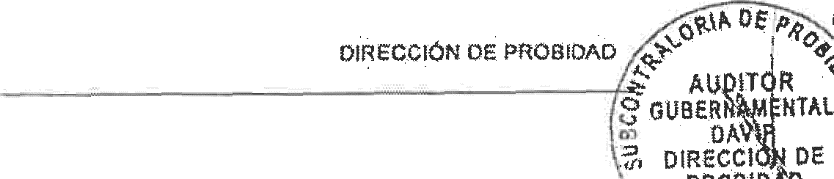 DIRECCIÓN DE PROBIDAD
SUBCONTRALORIA DE
AUDITOR
GUBERNAMENTAL
DIRECCIÓN DE